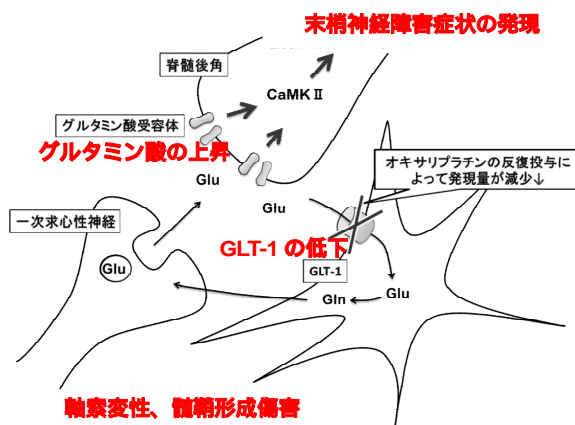 末梢神経障害症状の発現
脊髄後角
CaMKⅡ
グルタミン酸受容体
グルタミン酸の上昇
オキサリプラチンの反復投与に
よって発現量が減少↓
Glu
Glu
一次求心性神経
GLT-1 の低下
Glu
GLT-1
Gln
Glu
軸索変性、髄鞘形成傷害